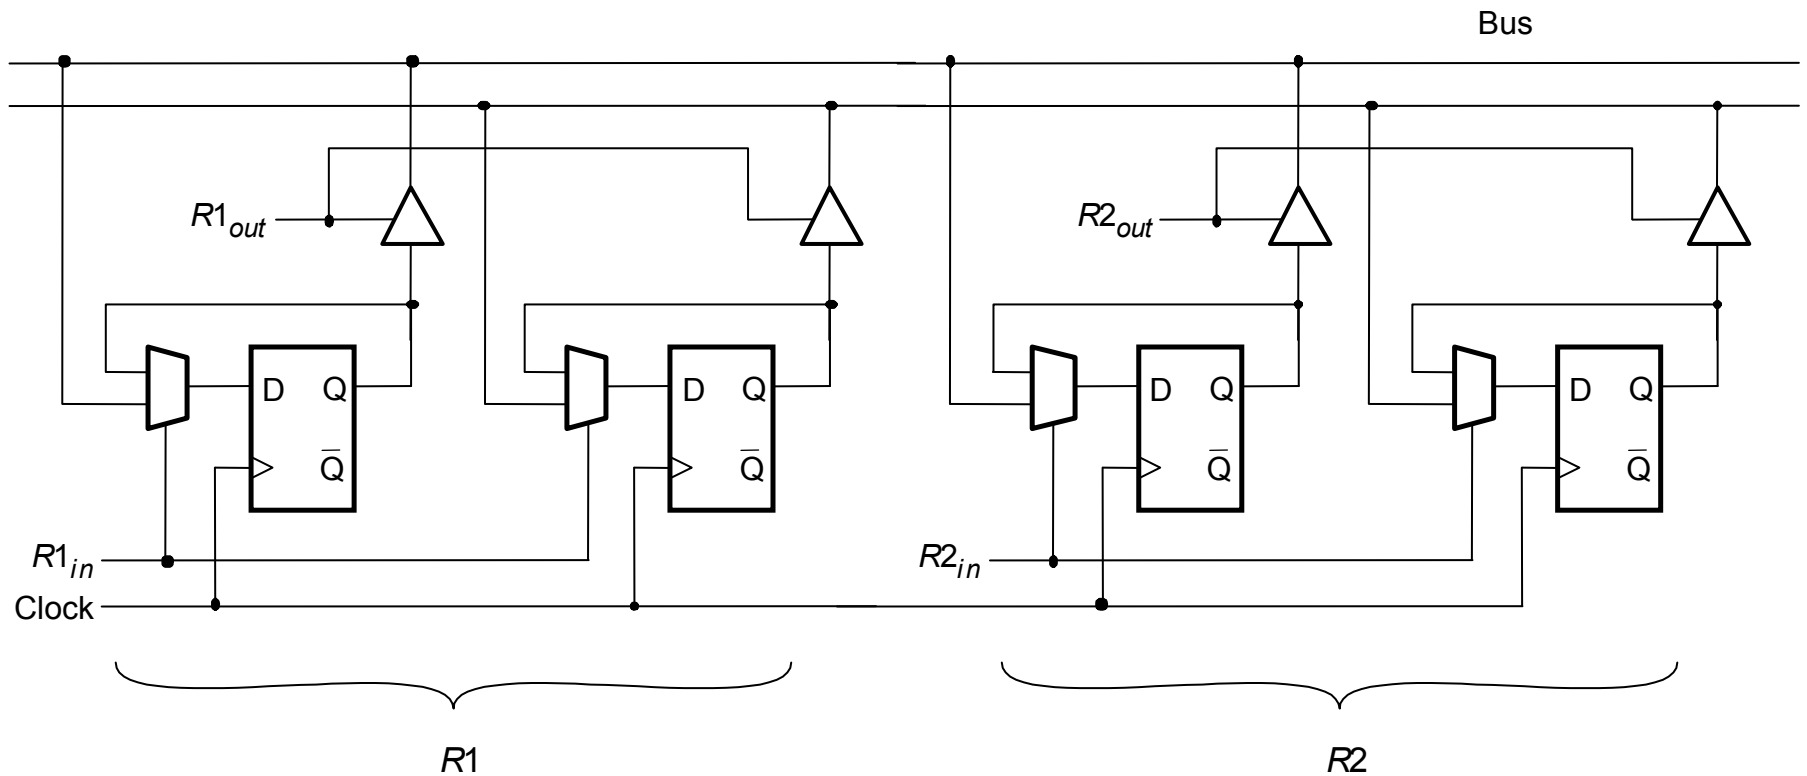 Bus
R1out R2out
D Q D Q D Q D Q
Q̅ Q̅ Q̅ Q̅
R1in R2in
Clock
R1 R2